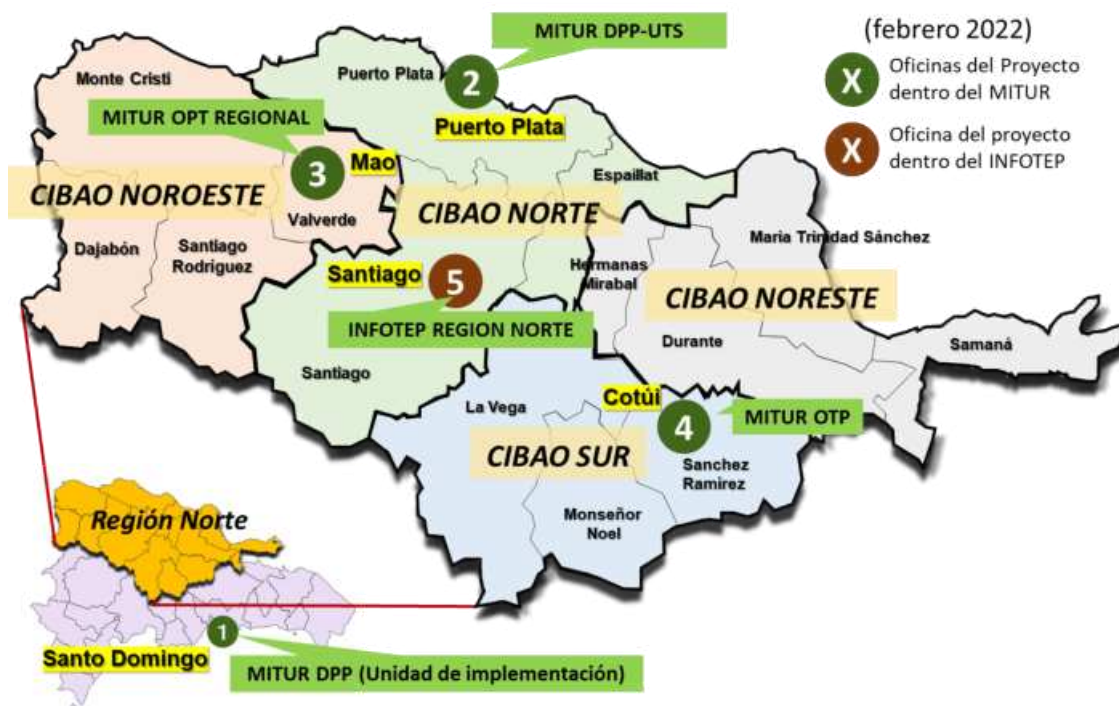 MITUR DPP-UTS
(febrero 2022)
X
Oficinas del Proyecto
dentro del MITUR
X
Oficina del proyecto
dentro del INFOTEP
Monte Cristi
Puerto Plata
2
Puerto Plata
MITUR OPT REGIONAL
Mao
3
Espaillat
CIBAO NOROESTE
CIBAO NORTE
Valverde
Maria Trinidad Sánchez
Dajabón
Santiago
Rodriguez
Santiago
5
Hermanas
Mirabal
CIBAO NORESTE
INFOTEP REGION NORTE
Durante
Samaná
Santiago
La Vega
Cotúi
4
MITUR OTP
CIBAO SUR
Sanchez
Ramirez
Monseñor
Noel
Región Norte
1
Santo Domingo
MITUR DPP (Unidad de implementación)